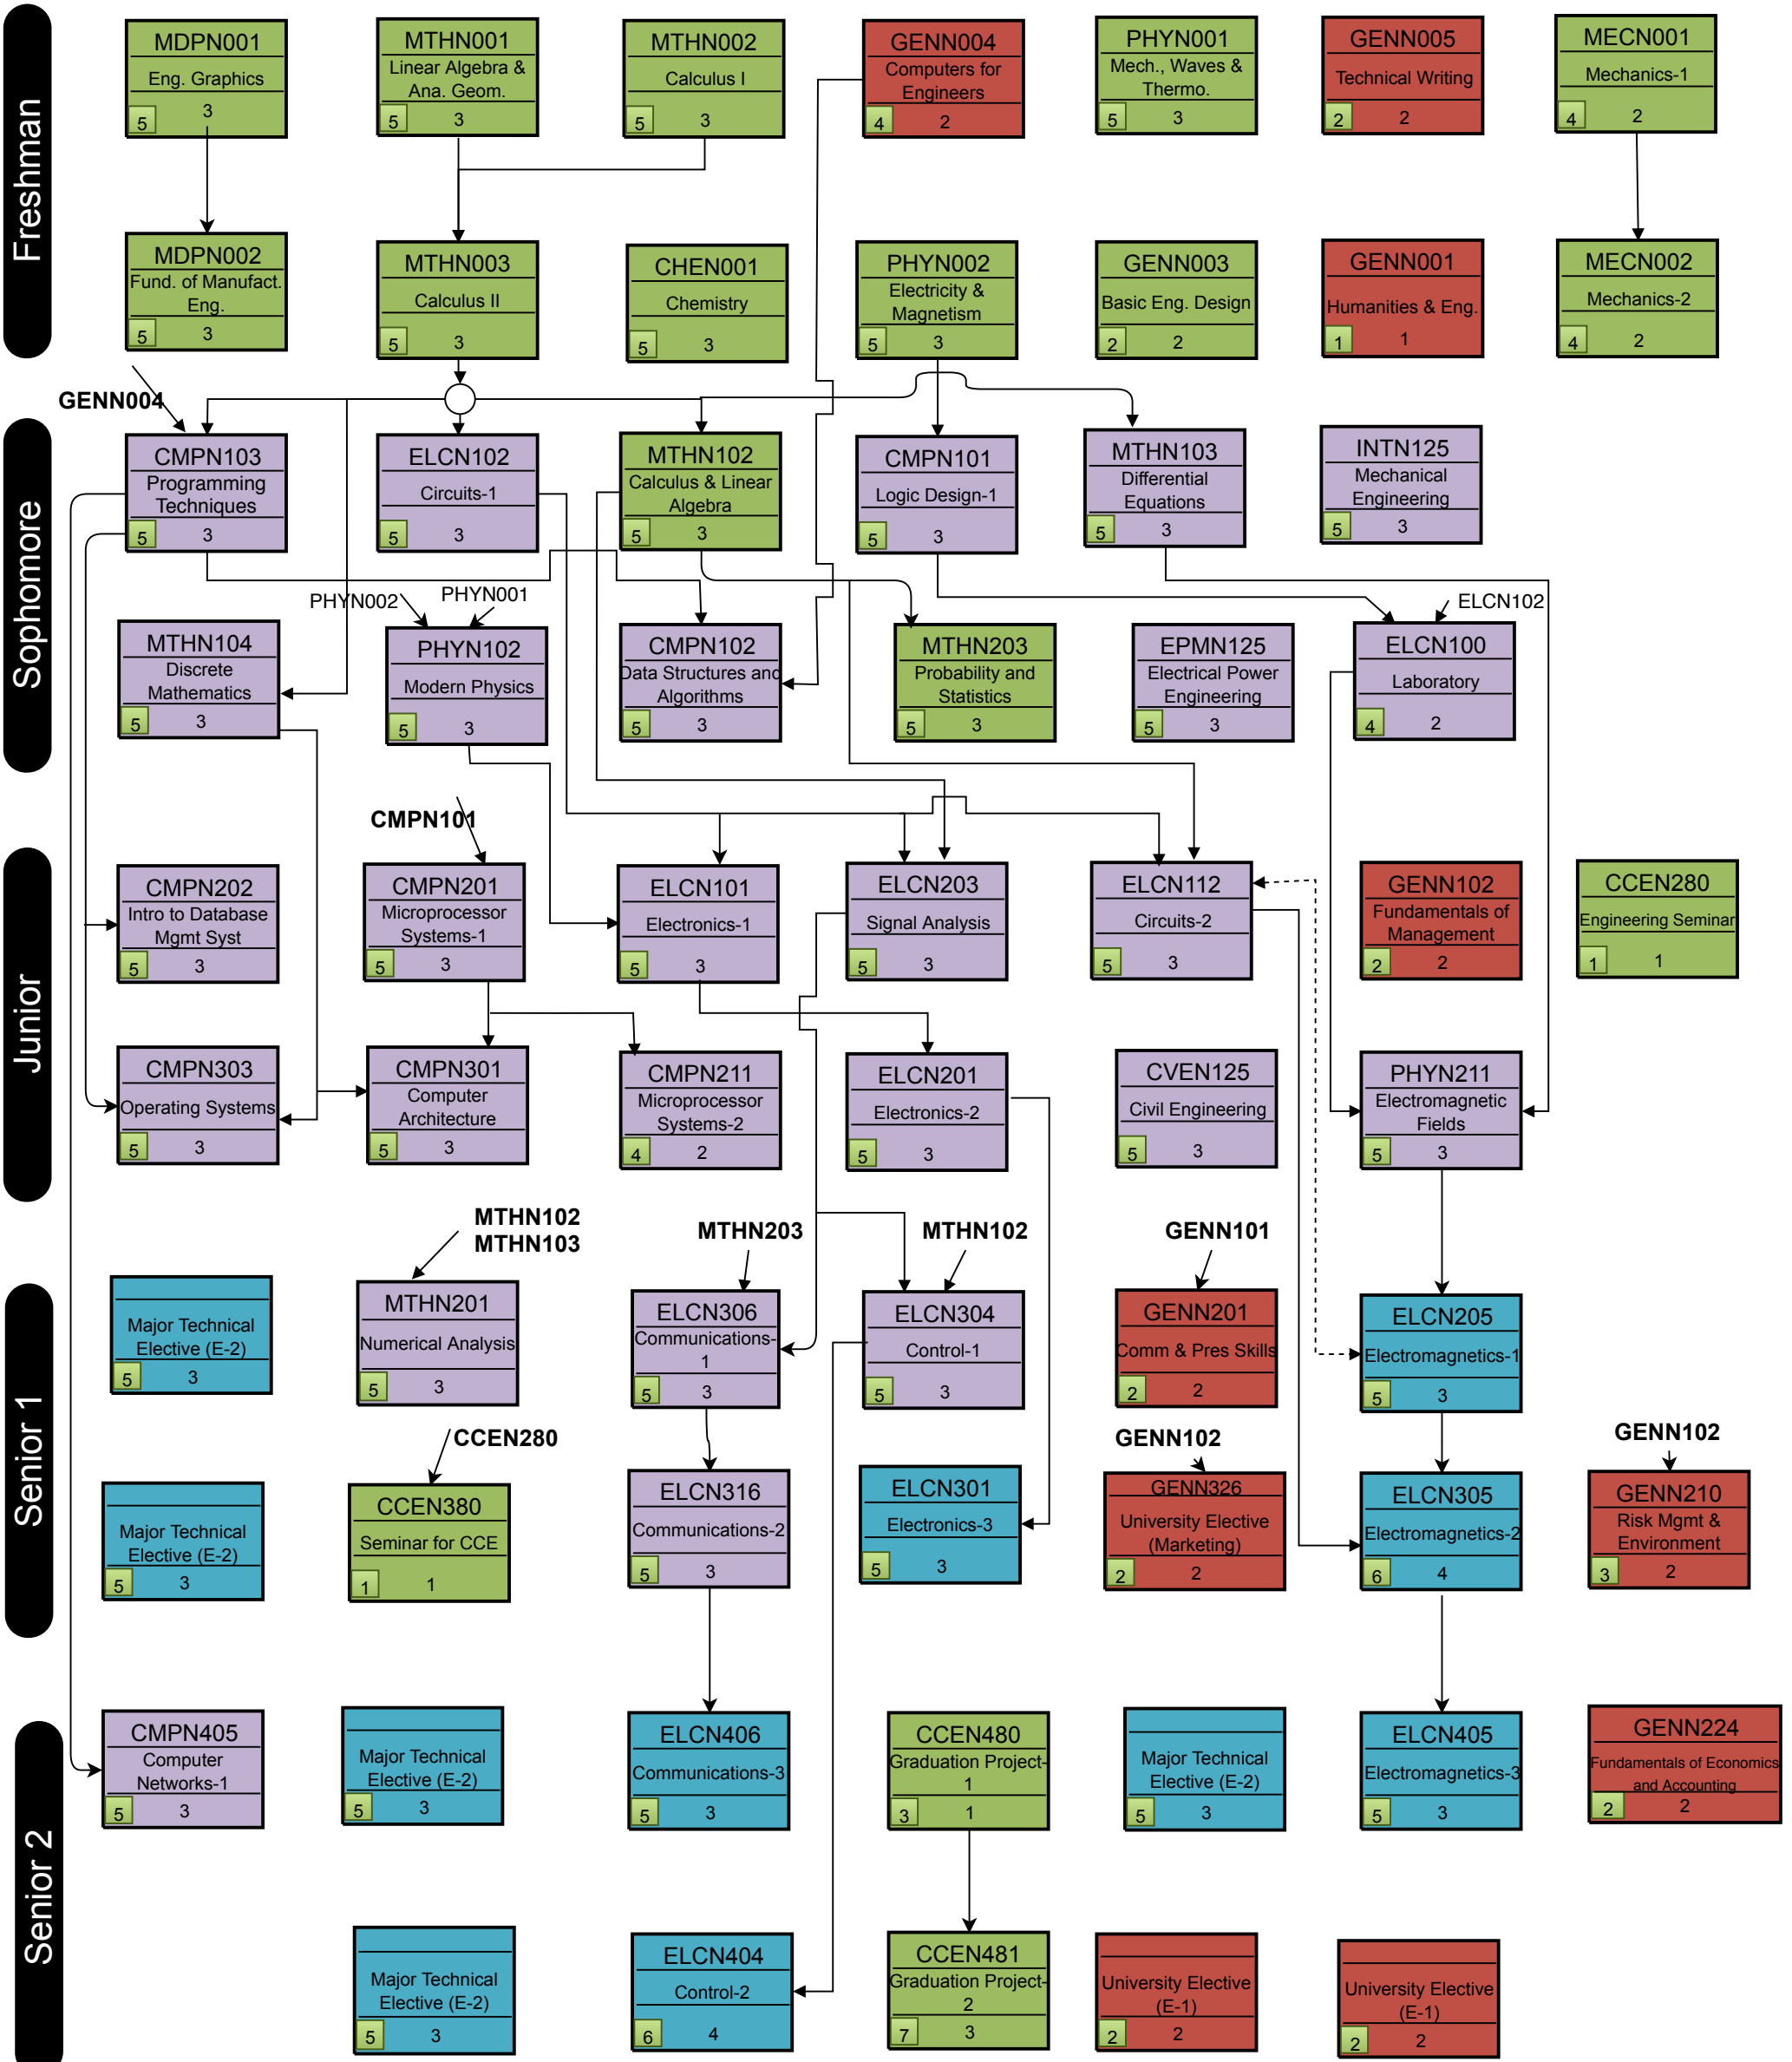 Freshman
MDPN001
Eng. Graphics
3
5
MTHN001
Linear Algebra &
Ana. Geom.
3
5
MTHN002
Calculus I
3
5
GENN004
Computers for
Engineers
2
4
PHYN001
Mech., Waves &
Thermo.
3
5
GENN005
Technical Writing
2
2
MECN001
Mechanics-1
2
4
MDPN002
Fund. of Manufact.
Eng.
3
5
MTHN003
Calculus II
3
5
CHEN001
Chemistry
3
5
PHYN002
Electricity &
Magnetism
3
5
GENN003
Basic Eng. Design
2
2
GENN001
Humanities & Eng.
1
1
MECN002
Mechanics-2
2
4
Sophomore
GENN004
CMPN103
Programming
Techniques
3
5
ELCN102
Circuits-1
3
5
MTHN102
Calculus & Linear
Algebra
3
5
CMPN101
Logic Design-1
3
5
MTHN103
Differential
Equations
3
5
INTN125
Mechanical
Engineering
3
5
PHYN002
PHYN001
ELCN102
MTHN104
Discrete
Mathematics
3
5
PHYN102
Modern Physics
3
5
CMPN102
Data Structures and
Algorithms
3
5
MTHN203
Probability and
Statistics
3
5
EPMN125
Electrical Power
Engineering
3
5
ELCN100
Laboratory
2
4
Junior
CMPN101
CMPN202
Intro to Database
Mgmt Syst
3
5
CMPN201
Microprocessor
Systems-1
3
5
ELCN101
Electronics-1
3
5
ELCN203
Signal Analysis
3
5
ELCN112
Circuits-2
3
5
GENN102
Fundamentals of
Management
2
2
CCEN280
Engineering Seminar
1
1
CMPN303
Operating Systems
3
5
CMPN301
Computer
Architecture
3
5
CMPN211
Microprocessor
Systems-2
2
4
ELCN201
Electronics-2
3
5
CVEN125
Civil Engineering
3
5
PHYN211
Electromagnetic
Fields
3
5
Senior 1
MTHN102
MTHN103
MTHN203
MTHN102
GENN101
Major Technical
Elective (E-2)
3
5
MTHN201
Numerical Analysis
3
5
ELCN306
Communications-
1
3
5
ELCN304
Control-1
3
5
GENN201
Comm & Pres Skills
2
2
ELCN205
Electromagnetics-1
3
5
CCEN280
GENN102
GENN102
Major Technical
Elective (E-2)
3
5
CCEN380
Seminar for CCE
1
1
ELCN316
Communications-2
3
5
ELCN301
Electronics-3
3
5
GENN326
University Elective
(Marketing)
2
2
ELCN305
Electromagnetics-2
4
6
GENN210
Risk Mgmt &
Environment
2
3
Senior 2
CMPN405
Computer
Networks-1
3
5
Major Technical
Elective (E-2)
3
5
ELCN406
Communications-3
3
5
CCEN480
Graduation Project-
1
1
3
Major Technical
Elective (E-2)
3
5
ELCN405
Electromagnetics-3
3
5
GENN224
Fundamentals of Economics
and Accounting
2
2
Major Technical
Elective (E-2)
3
5
ELCN404
Control-2
4
6
CCEN481
Graduation Project-
2
3
7
University Elective
(E-1)
2
2
University Elective
(E-1)
2
2